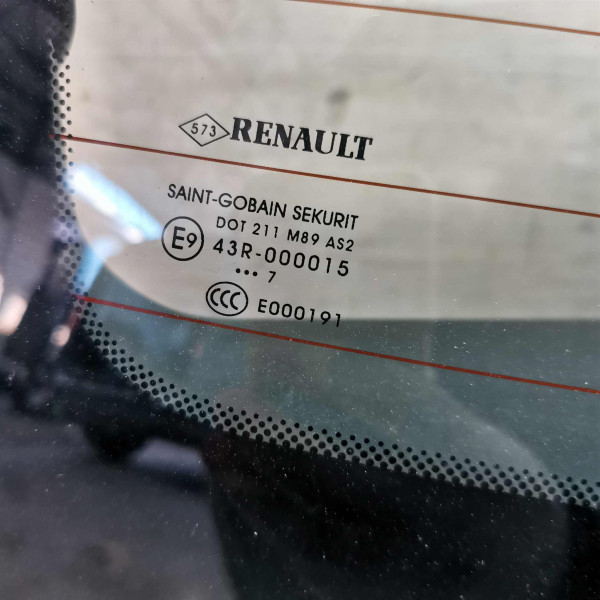 573 RENAULT
SAINT-GOBAIN SEKURIT
DOT 211 M89 AS2
E9 43R-000015
••• 7
CCC E000191